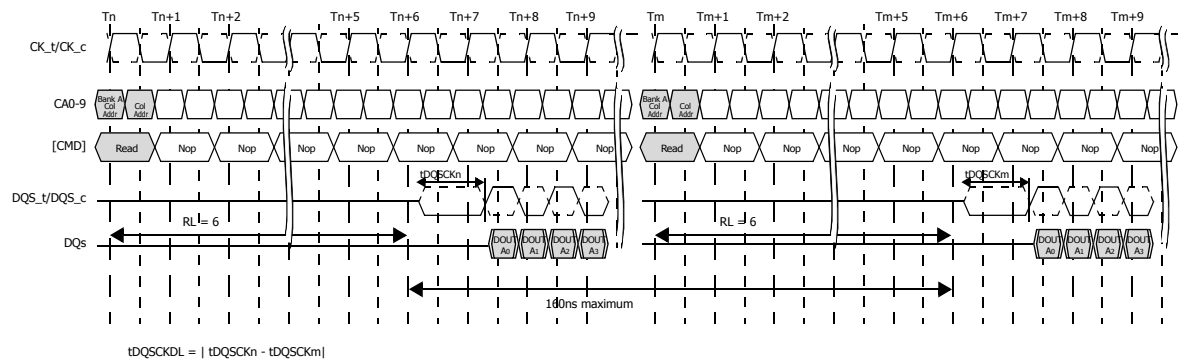 Tn Tn+1 Tn+2 Tn+5 Tn+6 Tn+7 Tn+8 Tn+9 Tm Tm+1 Tm+2 Tm+5 Tm+6 Tm+7 Tm+8 Tm+9
CK_t/CK_c
CA0-9
Bank A
Col
Addr
Col
Addr
Bank A
Col
Addr
Col
Addr
[CMD] Read Nop Nop Nop Nop Nop Nop Nop Nop Read Nop Nop Nop Nop Nop Nop Nop Nop
tDQSCKn tDQSCKm
DQS_t/DQS_c
RL = 6 RL = 6
DQs
DOUT
A0
DOUT
A1
DOUT
A2
DOUT
A3
DOUT
A0
DOUT
A1
DOUT
A2
DOUT
A3
160ns maximum
tDQSCKDL = | tDQSCKn - tDQSCKm|